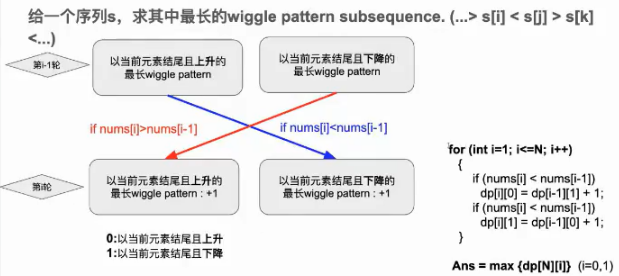 给一个序列s，求其中最长的wiggle pattern subsequence. (...> s[i] < s[j] > s[k]
<...)
第i-1轮
以当前元素结尾且上升的
最长wiggle pattern
以当前元素结尾且下降的
最长wiggle pattern
if nums[i]>nums[i-1]
if nums[i]<nums[i-1]
第i轮
以当前元素结尾且上升的
最长wiggle pattern : +1
以当前元素结尾且下降的
最长wiggle pattern : +1
0:以当前元素结尾且上升
1:以当前元素结尾且下降
for (int i=1; i<=N; i++)
{
if (nums[i] < nums[i-1])
dp[i][0] = dp[i-1][1] + 1;
if (nums[i] < nums[i-1])
dp[i][1] = dp[i-1][0] + 1;
}
Ans = max {dp[N][i]} (i=0,1)